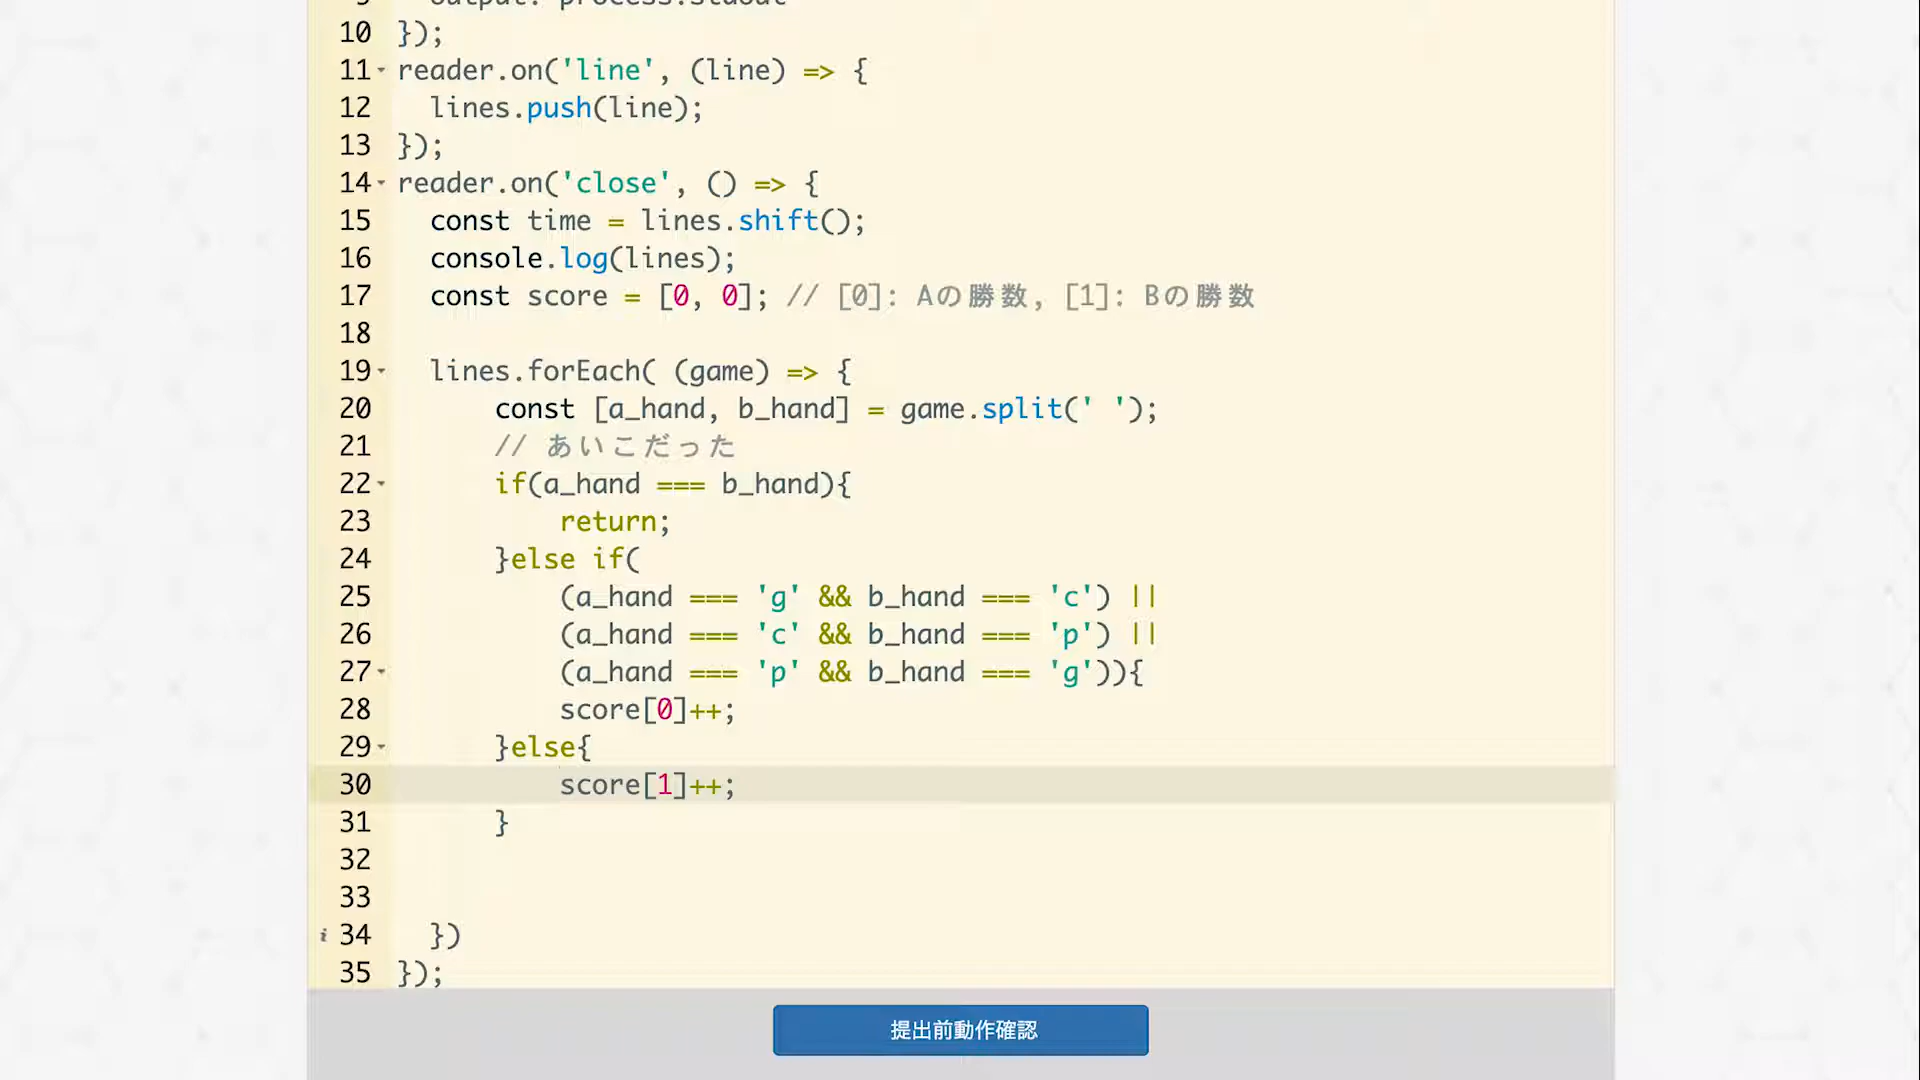 9 output: process.stdout
10 });
11 reader.on('line', (line) => {
12 lines.push(line);
13 });
14 reader.on('close', () => {
15 const time = lines.shift();
16 console.log(lines);
17 const score = [0, 0]; // [0]: Aの勝数, [1]: Bの勝数
18
19 lines.forEach( (game) => {
20 const [a_hand, b_hand] = game.split(' ');
21 // あいこだった
22 if(a_hand === b_hand){
23 return;
24 }else if(
25 (a_hand === 'g' && b_hand === 'c') ||
26 (a_hand === 'c' && b_hand === 'p') ||
27 (a_hand === 'p' && b_hand === 'g')){
28 score[0]++;
29 }else{
30 score[1]++;
31 }
32
33
i 34 })
35 });
提出前動作確認